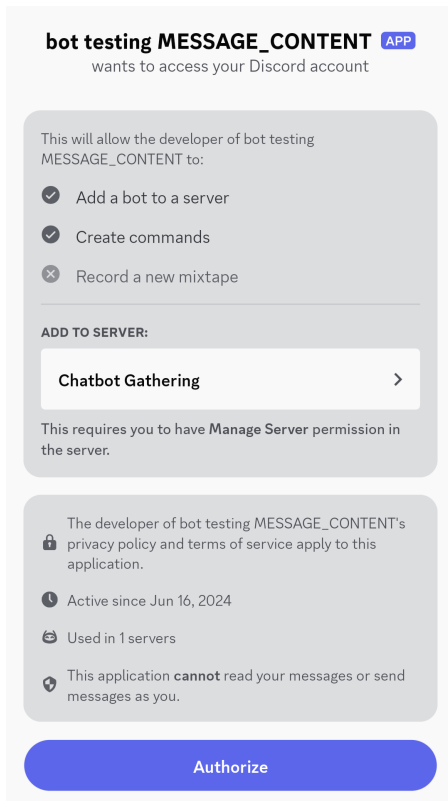 bot testing MESSAGE_CONTENT APP
wants to access your Discord account
This will allow the developer of bot testing
MESSAGE_CONTENT to:
Add a bot to a server
Create commands
Record a new mixtape
ADD TO SERVER:
Chatbot Gathering
This requires you to have Manage Server permission in
the server.
The developer of bot testing MESSAGE_CONTENT's
privacy policy and terms of service apply to this
application.
Active since Jun 16, 2024
Used in 1 servers
This application cannot read your messages or send
messages as you.
Authorize